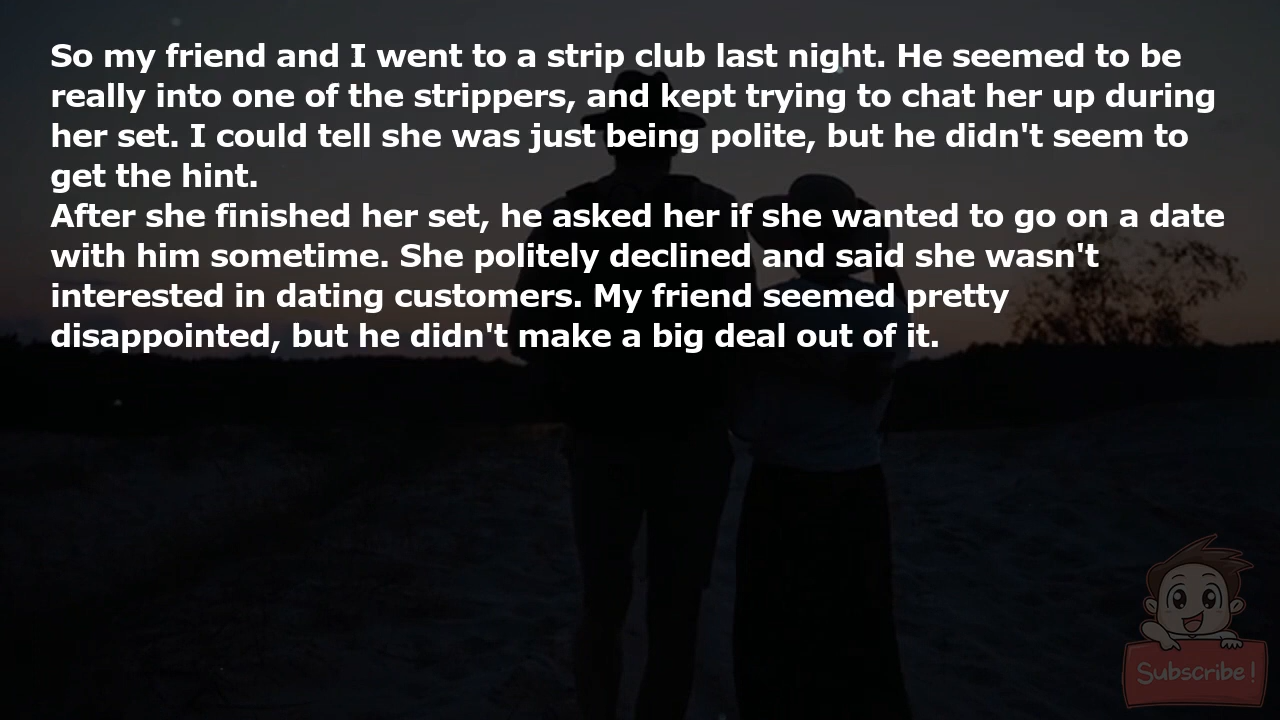 So my friend and I went to a strip club last night. He seemed to be
really into one of the strippers, and kept trying to chat her up during
her set. I could tell she was just being polite, but he didn't seem to
get the hint.
After she finished her set, he asked her if she wanted to go on a date
with him sometime. She politely declined and said she wasn't
interested in dating customers. My friend seemed pretty
disappointed, but he didn't make a big deal out of it.
Subscribe!